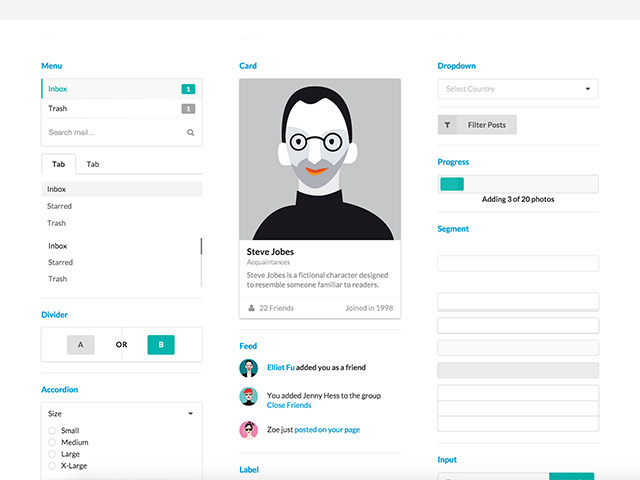 Menu
Inbox
1
Trash
1
Search mail...
Tab Tab
Inbox
Starred
Trash
Inbox
Starred
Trash
Divider
A OR B
Accordion
Size
Small
Medium
Large
X-Large
Card
Steve Jobes
Acquaintances
Steve Jobes is a fictional character designed
to resemble someone familiar to readers.
22 Friends Joined in 1998
Feed
Elliot Fu added you as a friend
You added Jenny Hess to the group
Close Friends
Zoe just posted on your page
Label
Dropdown
Select Country
Filter Posts
Progress
Adding 3 of 20 photos
Segment
Input